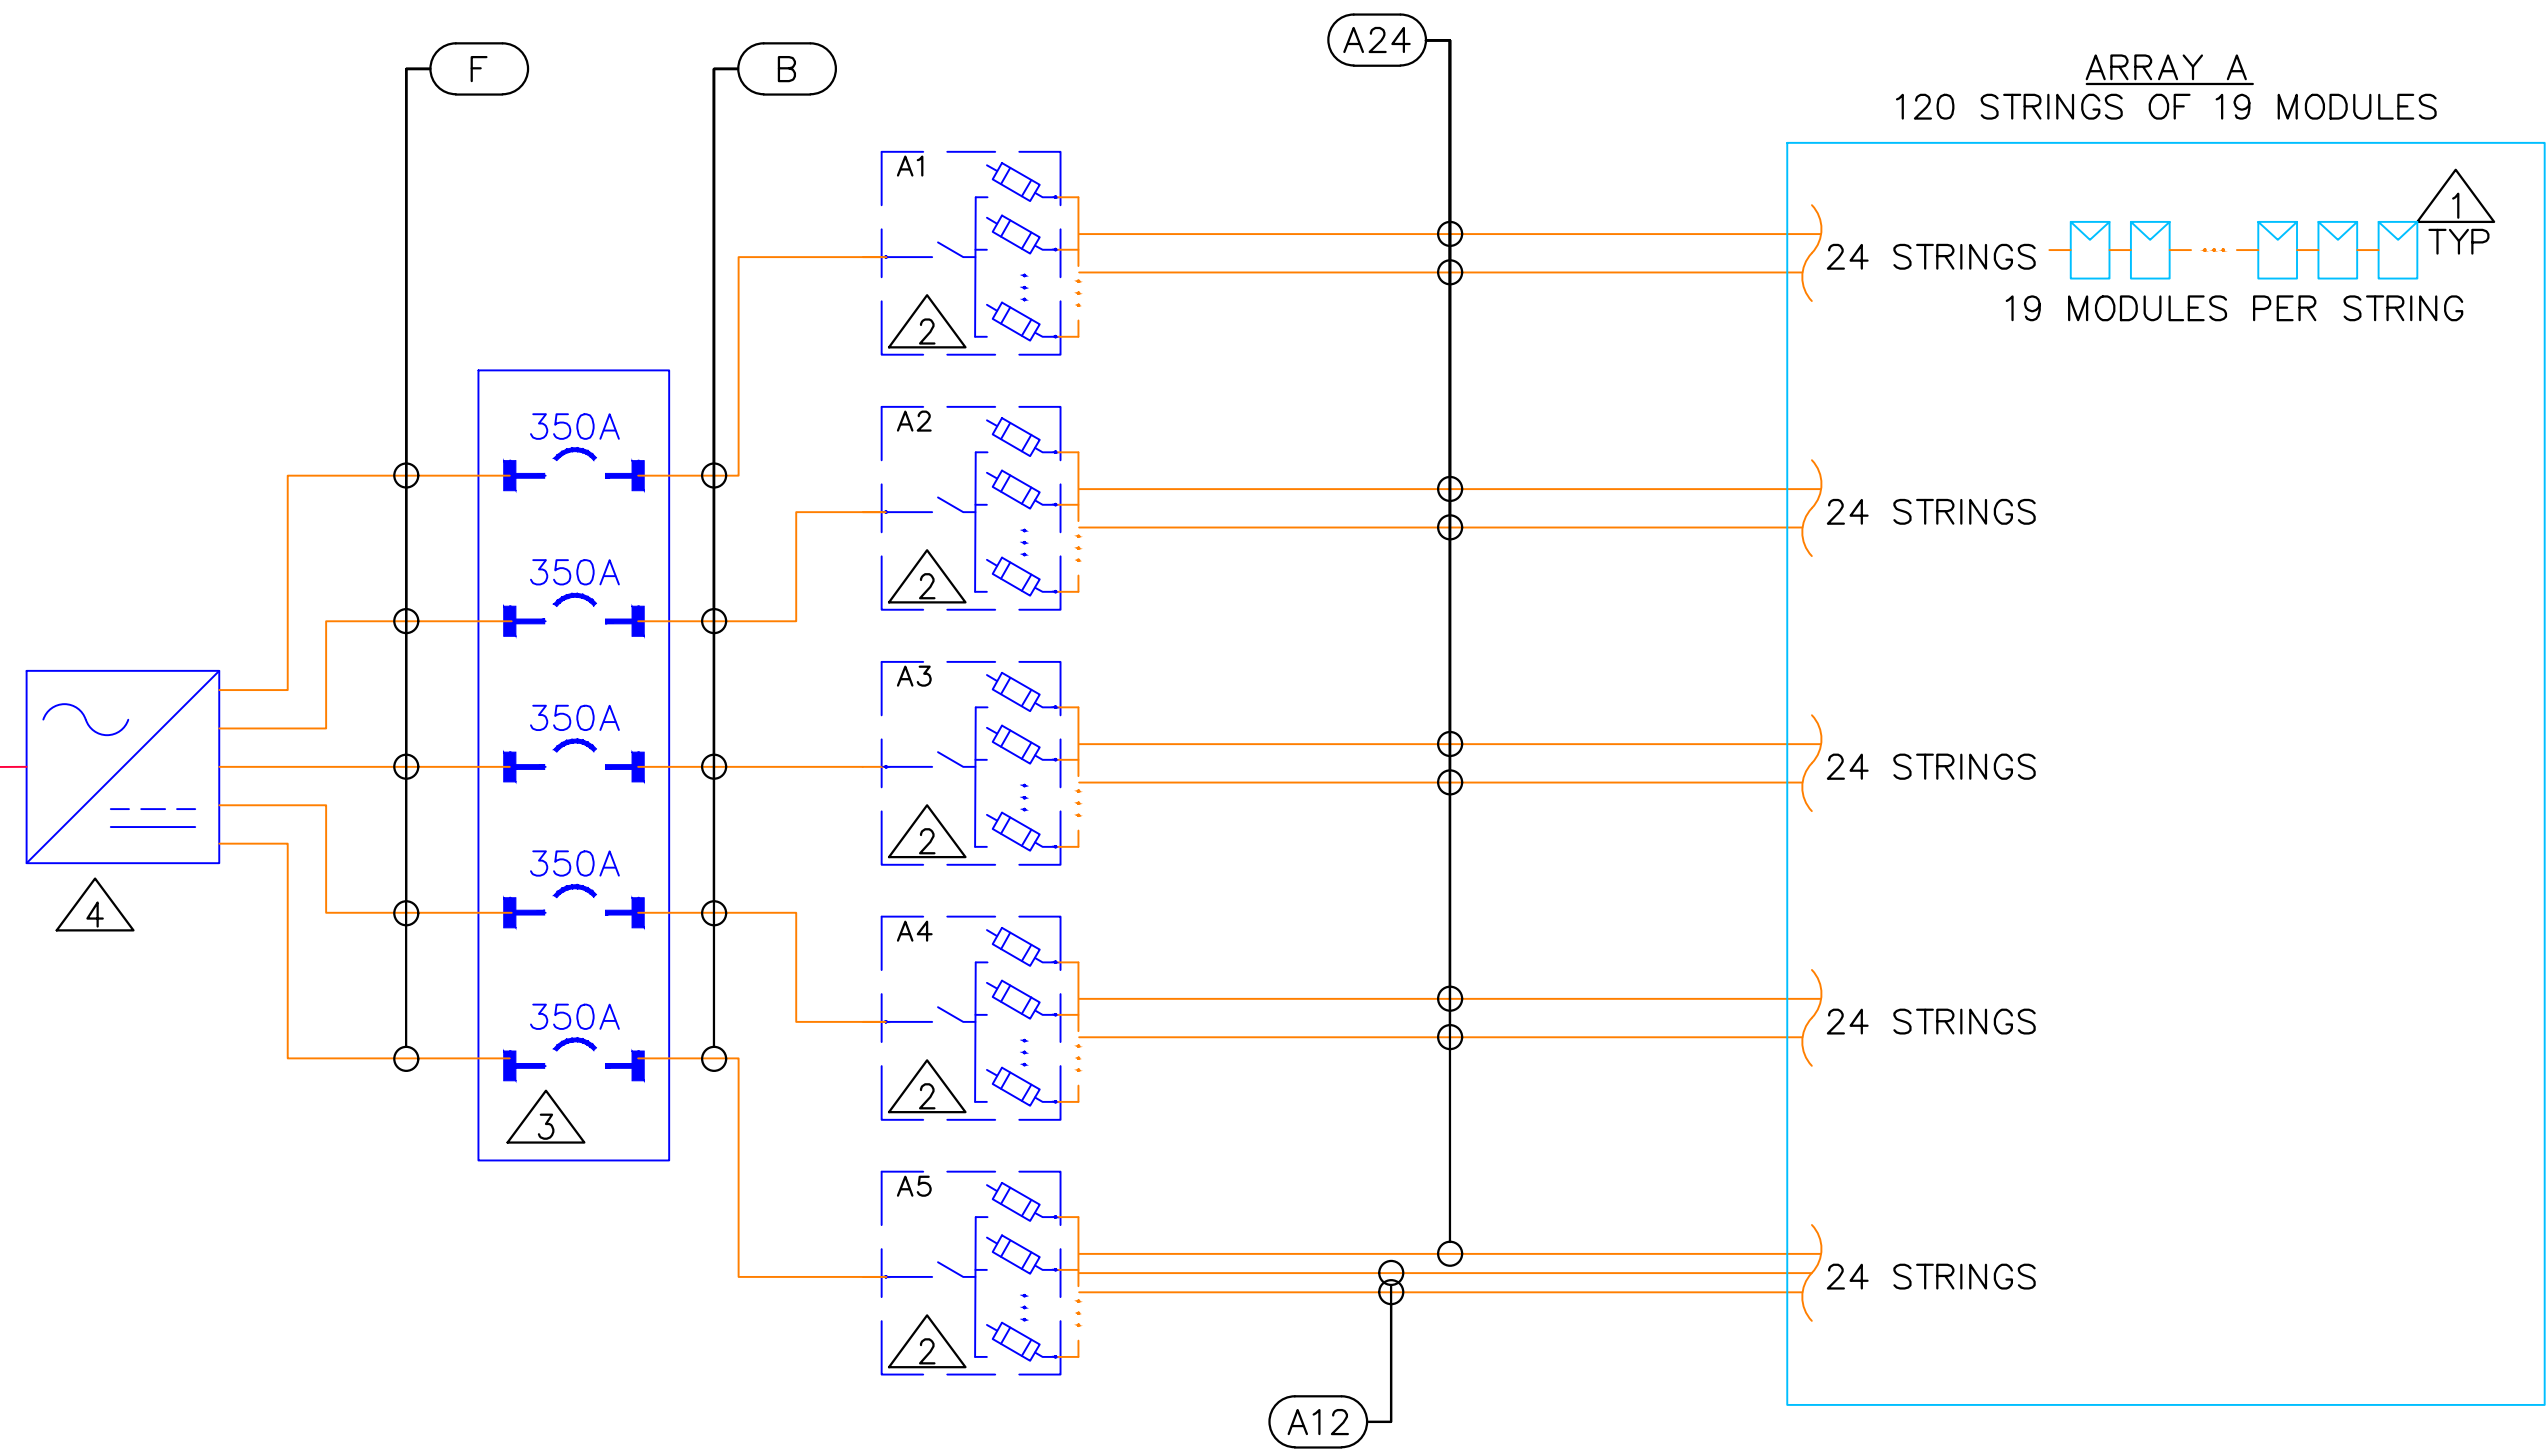 A24
F
B
ARRAY A
120 STRINGS OF 19 MODULES
A1
1
TYP
24 STRINGS
19 MODULES PER STRING
2
350A
A2
24 STRINGS
350A
2
A3
350A
24 STRINGS
2
350A
4
A4
350A
24 STRINGS
2
3
A5
24 STRINGS
2
A12